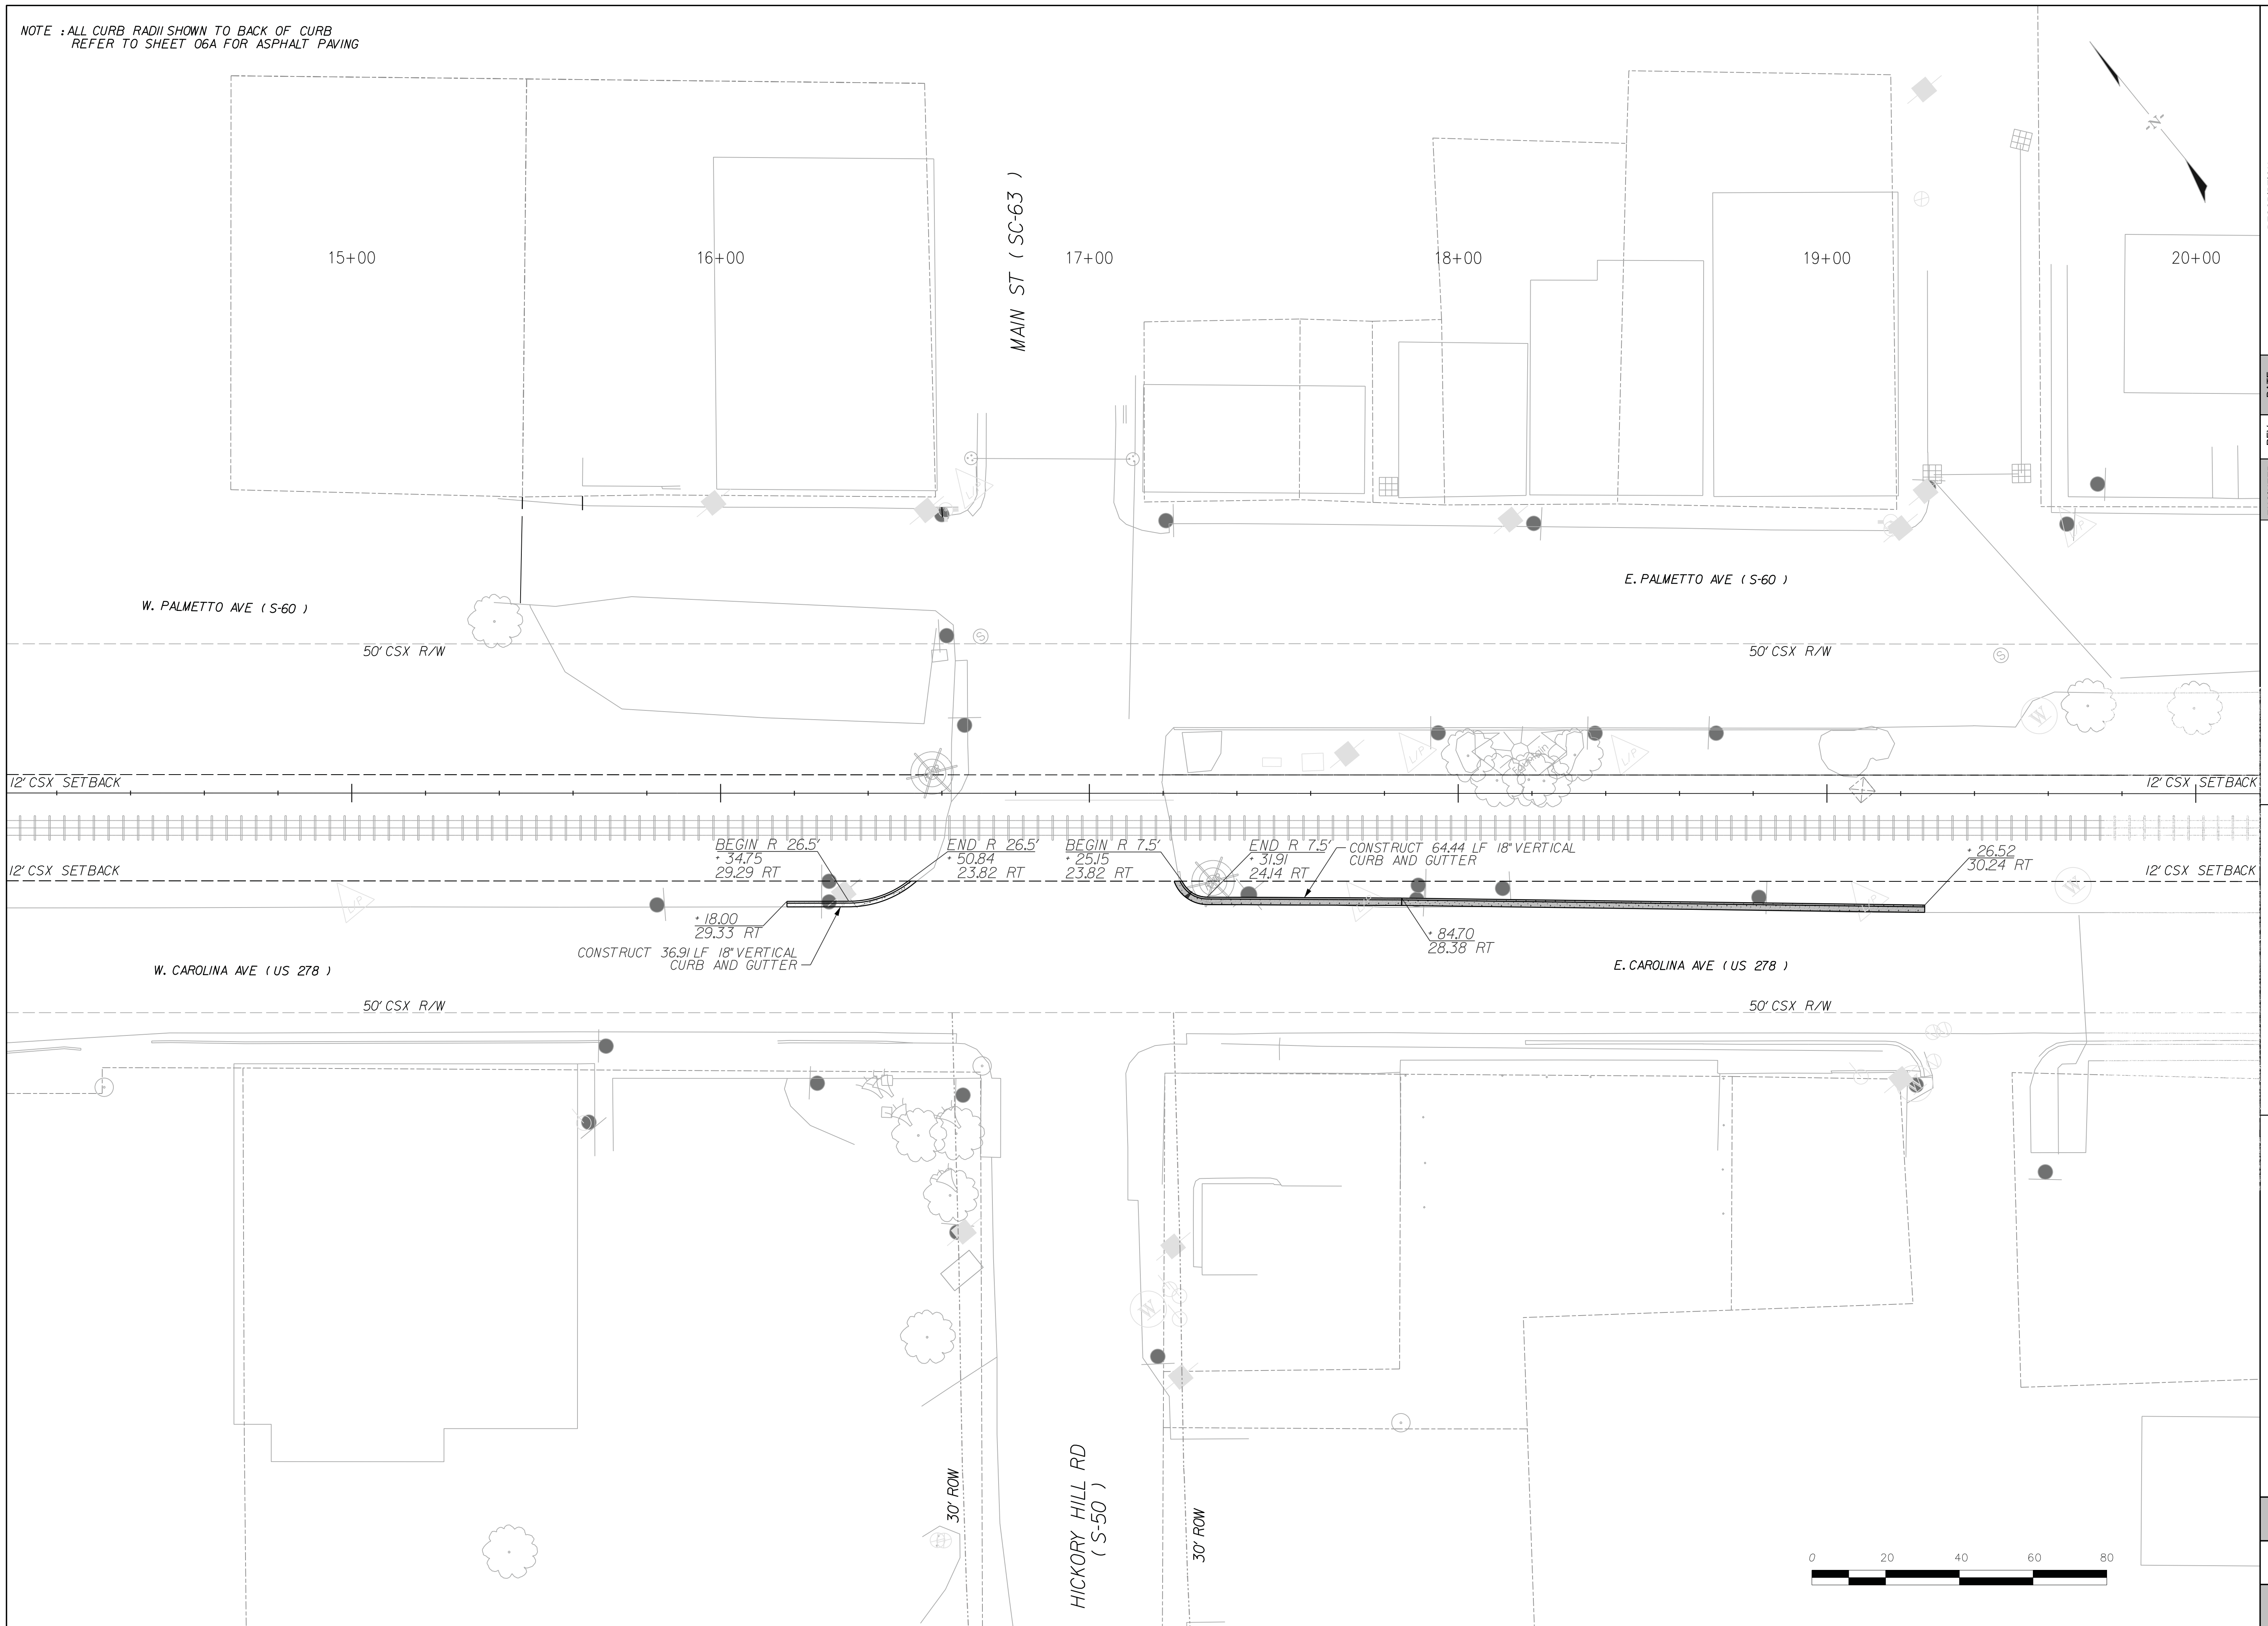 NOTE : ALL CURB RADII SHOWN TO BACK OF CURB
REFER TO SHEET 06A FOR ASPHALT PAVING
-N-
MAIN ST ( SC-63 )
15+00
16+00
17+00
18+00
19+00
20+00
W. PALMETTO AVE ( S-60 )
E. PALMETTO AVE ( S-60 )
50' CSX R/W
50' CSX R/W
S
S
W
12' CSX SETBACK
12' CSX SETBACK
BEGIN R 26.5'
+ 34.75
29.29 RT
END R 26.5'
+ 50.84
23.82 RT
BEGIN R 7.5'
+ 25.15
23.82 RT
END R 7.5'
+ 31.91
24.14 RT
CONSTRUCT 64.44 LF 18" VERTICAL
CURB AND GUTTER
+ 26.52
30.24 RT
12' CSX SETBACK
12' CSX SETBACK
W
L/P
L/P
L/P
+ 18.00
29.33 RT
CONSTRUCT 36.91 LF 18" VERTICAL
CURB AND GUTTER
+ 84.70
28.38 RT
W. CAROLINA AVE ( US 278 )
E. CAROLINA AVE ( US 278 )
50' CSX R/W
50' CSX R/W
W
30' ROW
HICKORY HILL RD
( S-50 )
30' ROW
0 20 40 60 80